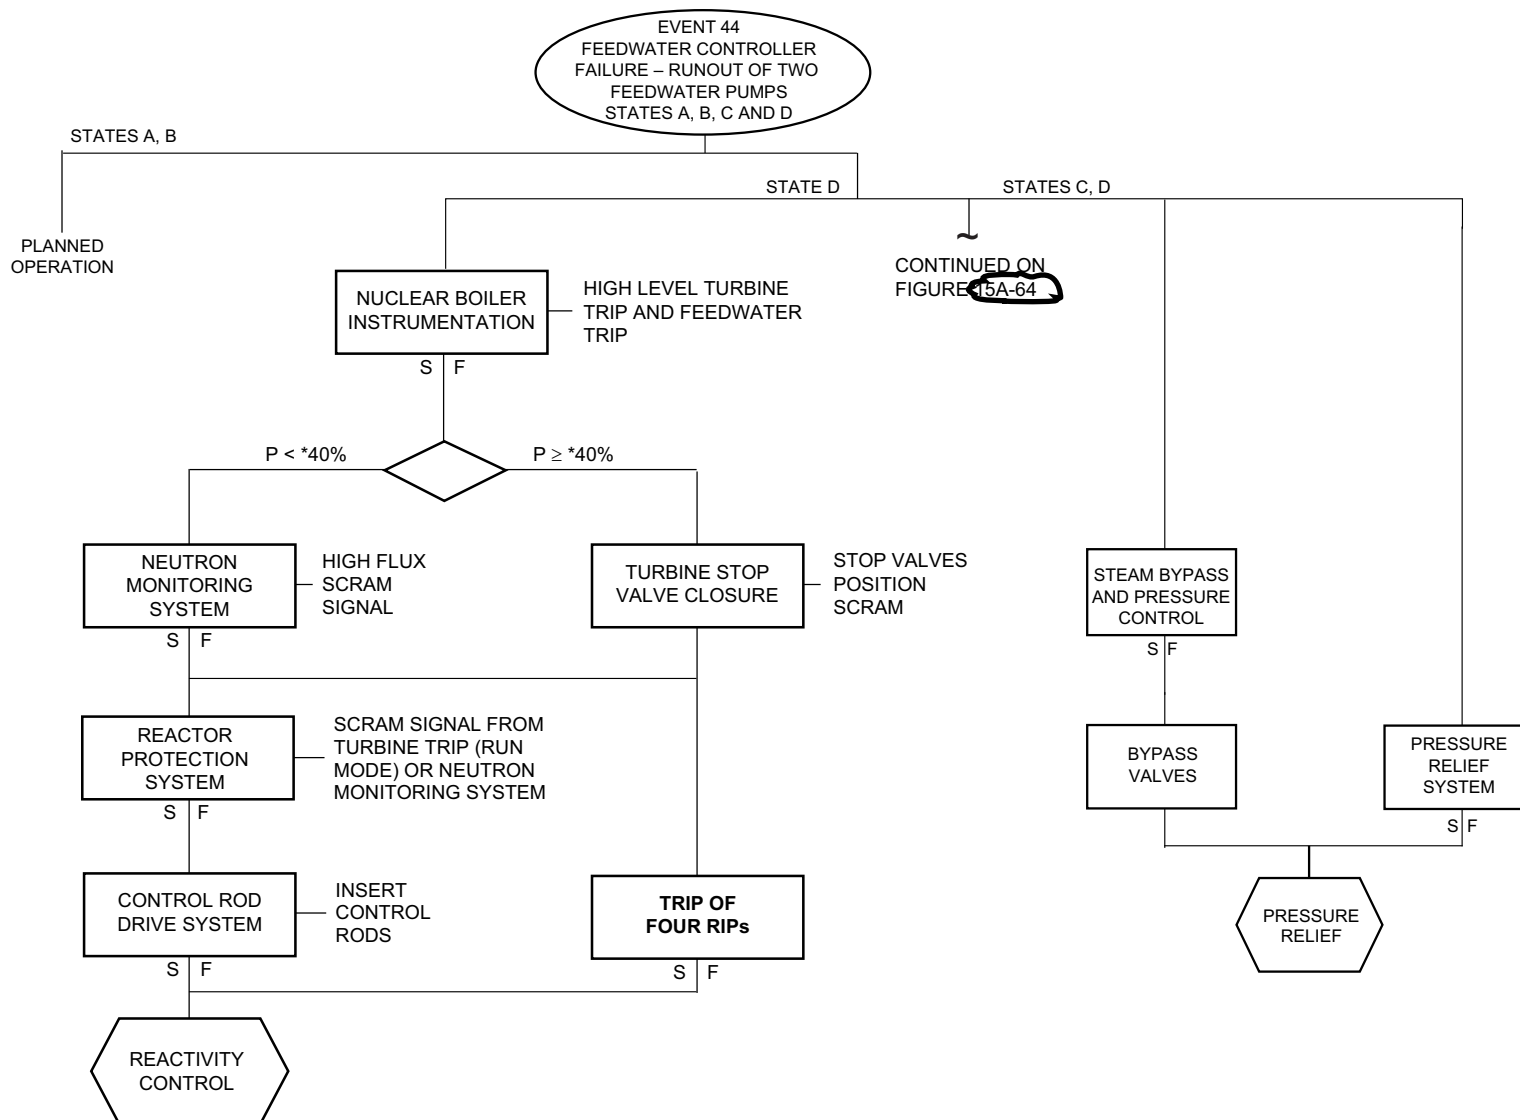 EVENT 44
FEEDWATER CONTROLLER
FAILURE – RUNOUT OF TWO
FEEDWATER PUMPS
STATES A, B, C AND D
STATES A, B
STATE D
STATES C, D
PLANNED
OPERATION
CONTINUED ON
FIGURE 15A-64
NUCLEAR BOILER
INSTRUMENTATION
HIGH LEVEL TURBINE
TRIP AND FEEDWATER
TRIP
S F
P < *40%
P ≥ *40%
NEUTRON
MONITORING
SYSTEM
HIGH FLUX
SCRAM
SIGNAL
TURBINE STOP
VALVE CLOSURE
STOP VALVES
POSITION
SCRAM
STEAM BYPASS
AND PRESSURE
CONTROL
S F
S F
REACTOR
PROTECTION
SYSTEM
SCRAM SIGNAL FROM
TURBINE TRIP (RUN
MODE) OR NEUTRON
MONITORING SYSTEM
BYPASS
VALVES
PRESSURE
RELIEF
SYSTEM
S F
S F
CONTROL ROD
DRIVE SYSTEM
INSERT
CONTROL
RODS
TRIP OF
FOUR RIPs
PRESSURE
RELIEF
S F
S F
REACTIVITY
CONTROL